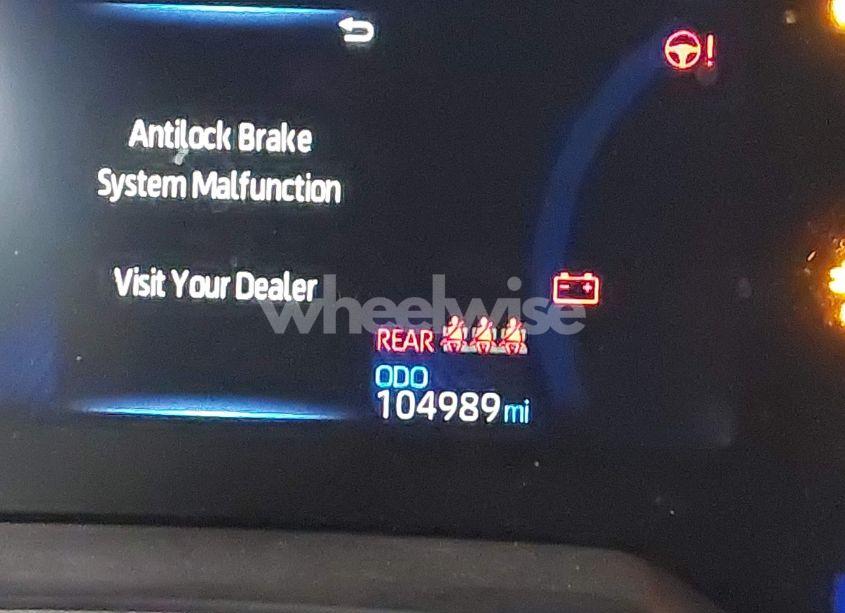 Antilock Brake
System Malfunction
Visit Your Dealer
wheelwise
REAR
ODO
104989 mi